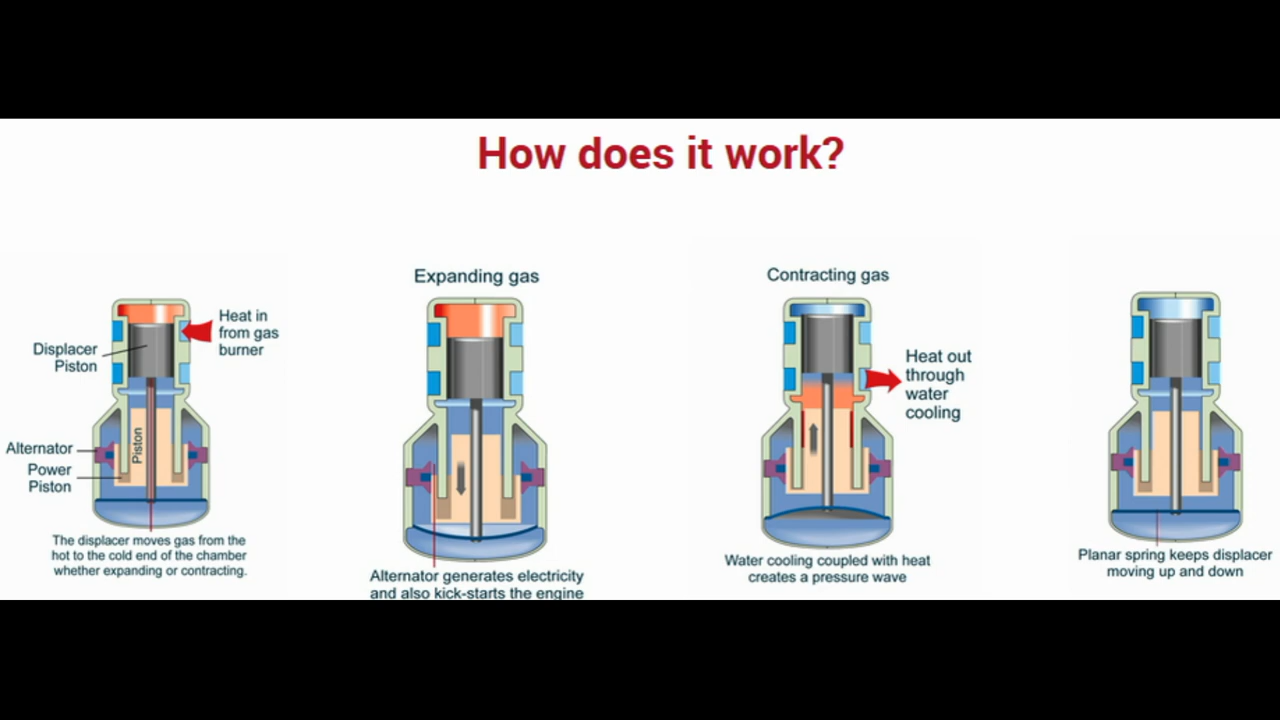 How does it work?
Heat in
from gas
burner
Displacer
Piston
Piston
Alternator
Power
Piston
The displacer moves gas from the
hot to the cold end of the chamber
whether expanding or contracting.
Expanding gas
Alternator generates electricity
and also kick-starts the engine
Contracting gas
Heat out
through
water
cooling
Water cooling coupled with heat
creates a pressure wave
Planar spring keeps displacer
moving up and down